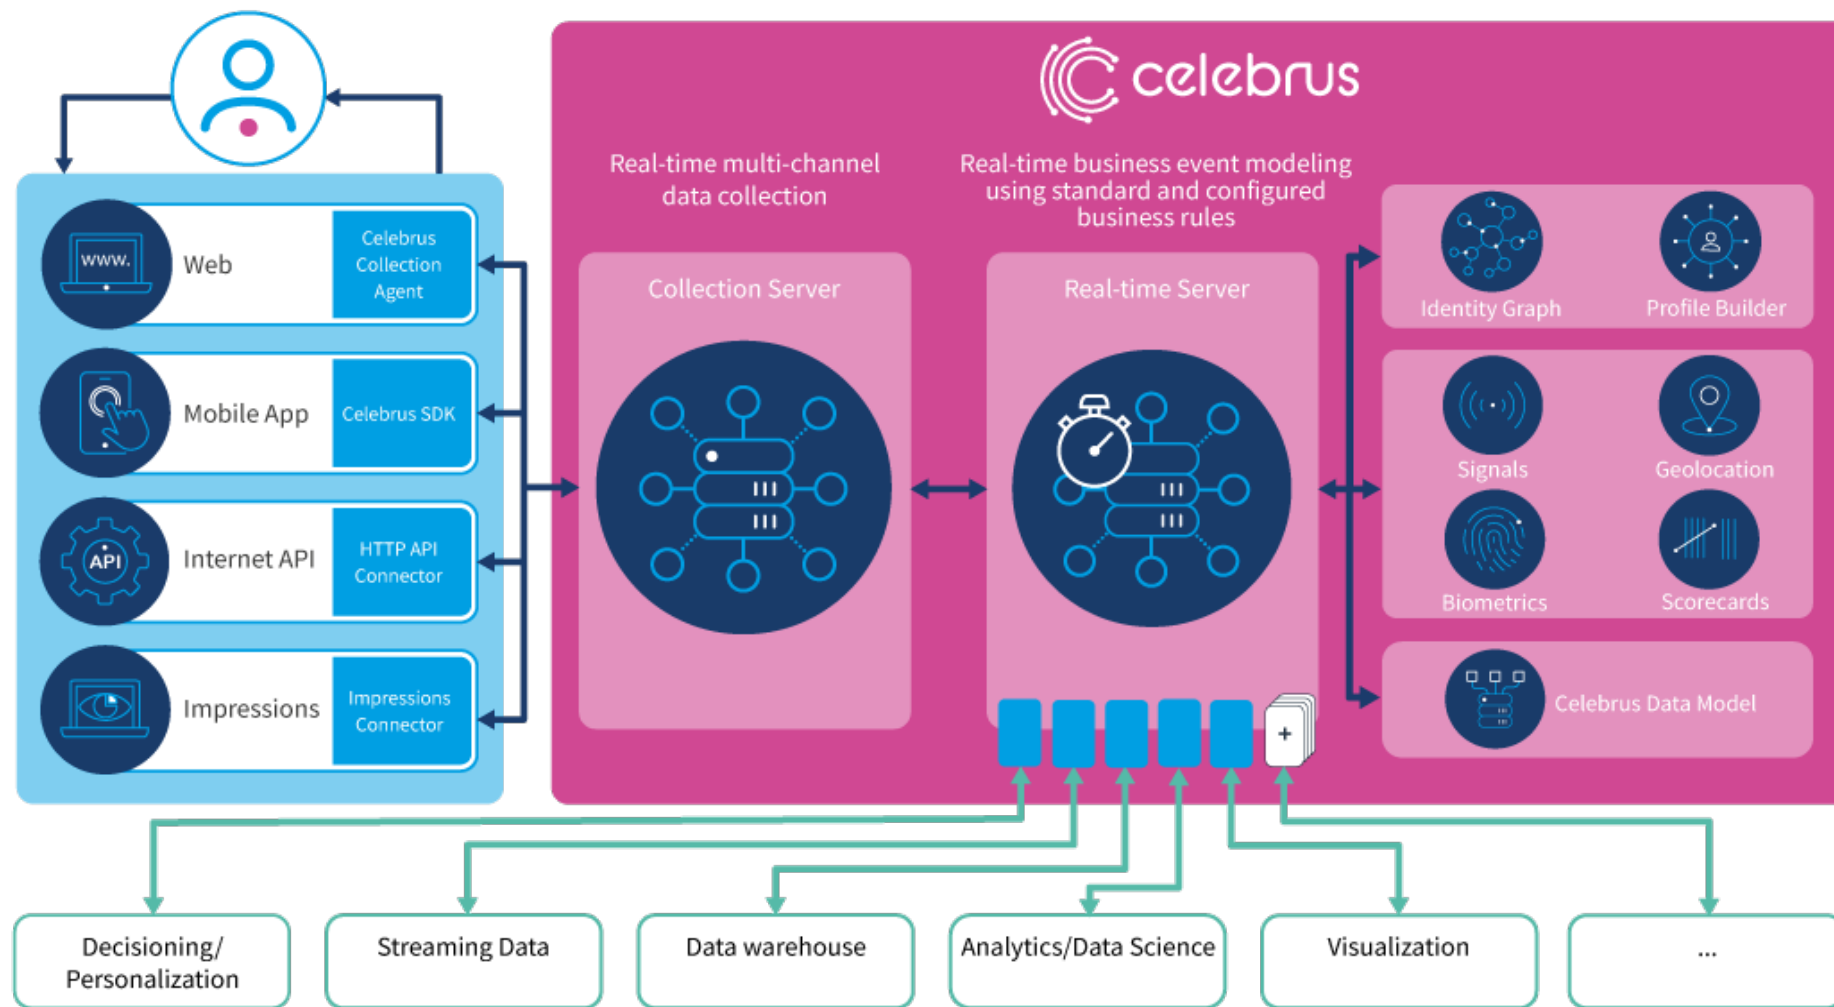 celebrus
Real-time multi-channel
data collection
Real-time business event modeling
using standard and configured
business rules
www.
Web
Celebrus
Collection
Agent
Mobile App
Celebrus SDK
API
Internet API
HTTP API
Connector
Impressions
Impressions
Connector
Collection Server
Real-time Server
Identity Graph
Profile Builder
Signals
Geolocation
Biometrics
Scorecards
Celebrus Data Model
+
Decisioning/
Personalization
Streaming Data
Data warehouse
Analytics/Data Science
Visualization
...